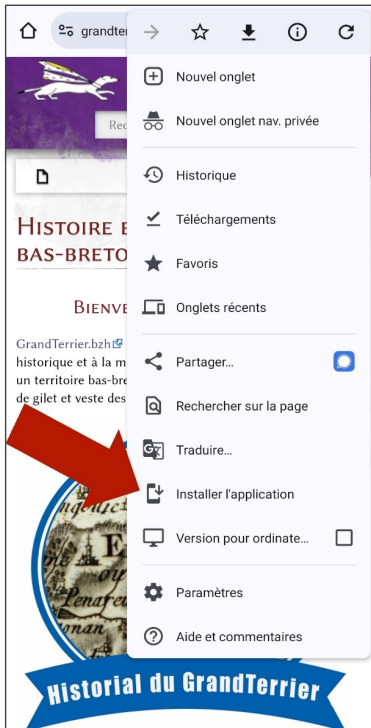 grandter
Nouvel onglet
Nouvel onglet nav. privée
Rec
Historique
Téléchargements
HISTOIRE E
Favoris
BAS-BRETO
BIENVE
Onglets récents
GrandTerrier.bzh
historique et à la m
Partager…
un territoire bas-bre
de gilet et veste des
Rechercher sur la page
Traduire…
Installer l'application
Version pour ordinate…
Paramètres
Aide et commentaires
Historial du GrandTerrier